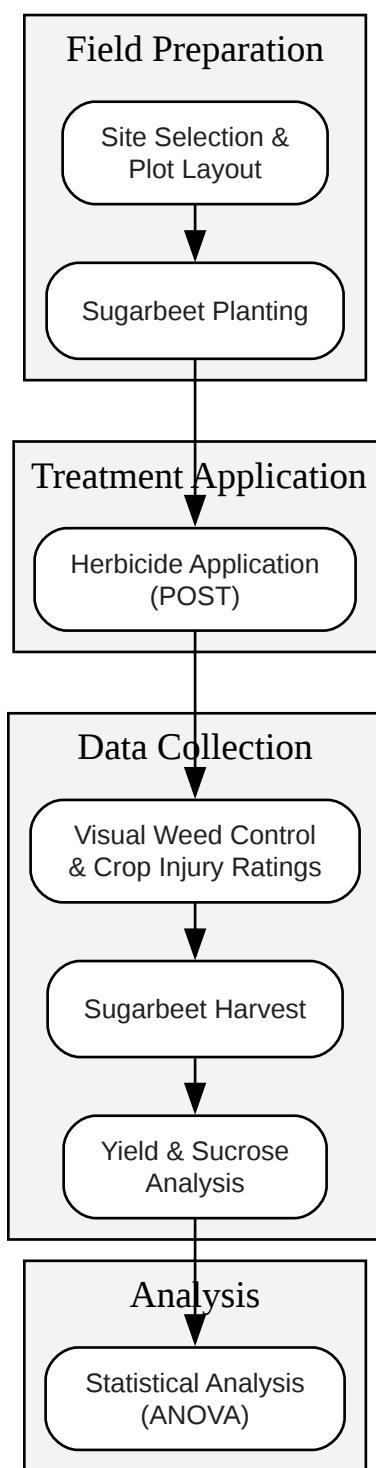 Field Preparation
Site Selection &
Plot Layout
Sugarbeet Planting
Treatment Application
Herbicide Application
(POST)
Data Collection
Visual Weed Control
& Crop Injury Ratings
Sugarbeet Harvest
Yield & Sucrose
Analysis
Analysis
Statistical Analysis
(ANOVA)